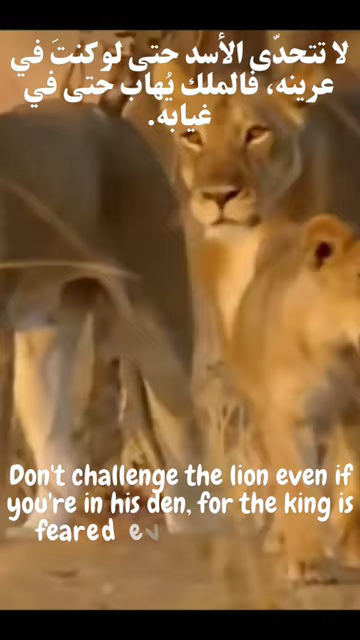 لا تتحدّى الأسد حتى لو كنتَ في
عرينه، فالملك يُهاب حتى في
غيابه.
Don't challenge the lion even if
you're in his den, for the king is
feared